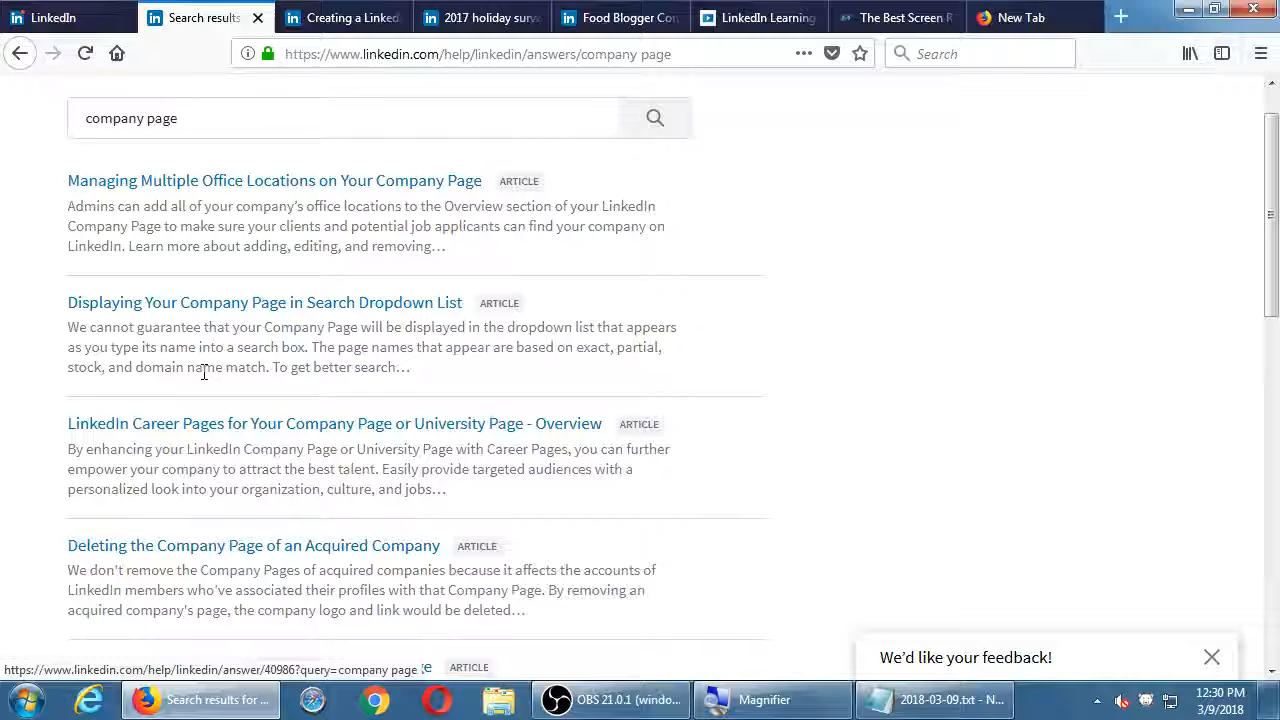 LinkedIn
Search results
Creating a Linked
2017 holiday surv
Food Blogger Con
LinkedIn Learning
The Best Screen R
New Tab
https://www.linkedin.com/help/linkedin/answers/company page
Search
company page
Managing Multiple Office Locations on Your Company Page ARTICLE
Admins can add all of your company's office locations to the Overview section of your LinkedIn
Company Page to make sure your clients and potential job applicants can find your company on
LinkedIn. Learn more about adding, editing, and removing…
Displaying Your Company Page in Search Dropdown List ARTICLE
We cannot guarantee that your Company Page will be displayed in the dropdown list that appears
as you type its name into a search box. The page names that appear are based on exact, partial,
stock, and domain name match. To get better search…
LinkedIn Career Pages for Your Company Page or University Page - Overview ARTICLE
By enhancing your LinkedIn Company Page or University Page with Career Pages, you can further
empower your company to attract the best talent. Easily provide targeted audiences with a
personalized look into your organization, culture, and jobs…
Deleting the Company Page of an Acquired Company ARTICLE
We don't remove the Company Pages of acquired companies because it affects the accounts of
LinkedIn members who've associated their profiles with that Company Page. By removing an
acquired company's page, the company logo and link would be deleted…
We'd like your feedback!
https://www.linkedin.com/help/linkedin/answer/40986?query=company page
ARTICLE
Search results for ...
OBS 21.0.1 (windo...
Magnifier
2018-03-09.txt - N...
12:30 PM
3/9/2018